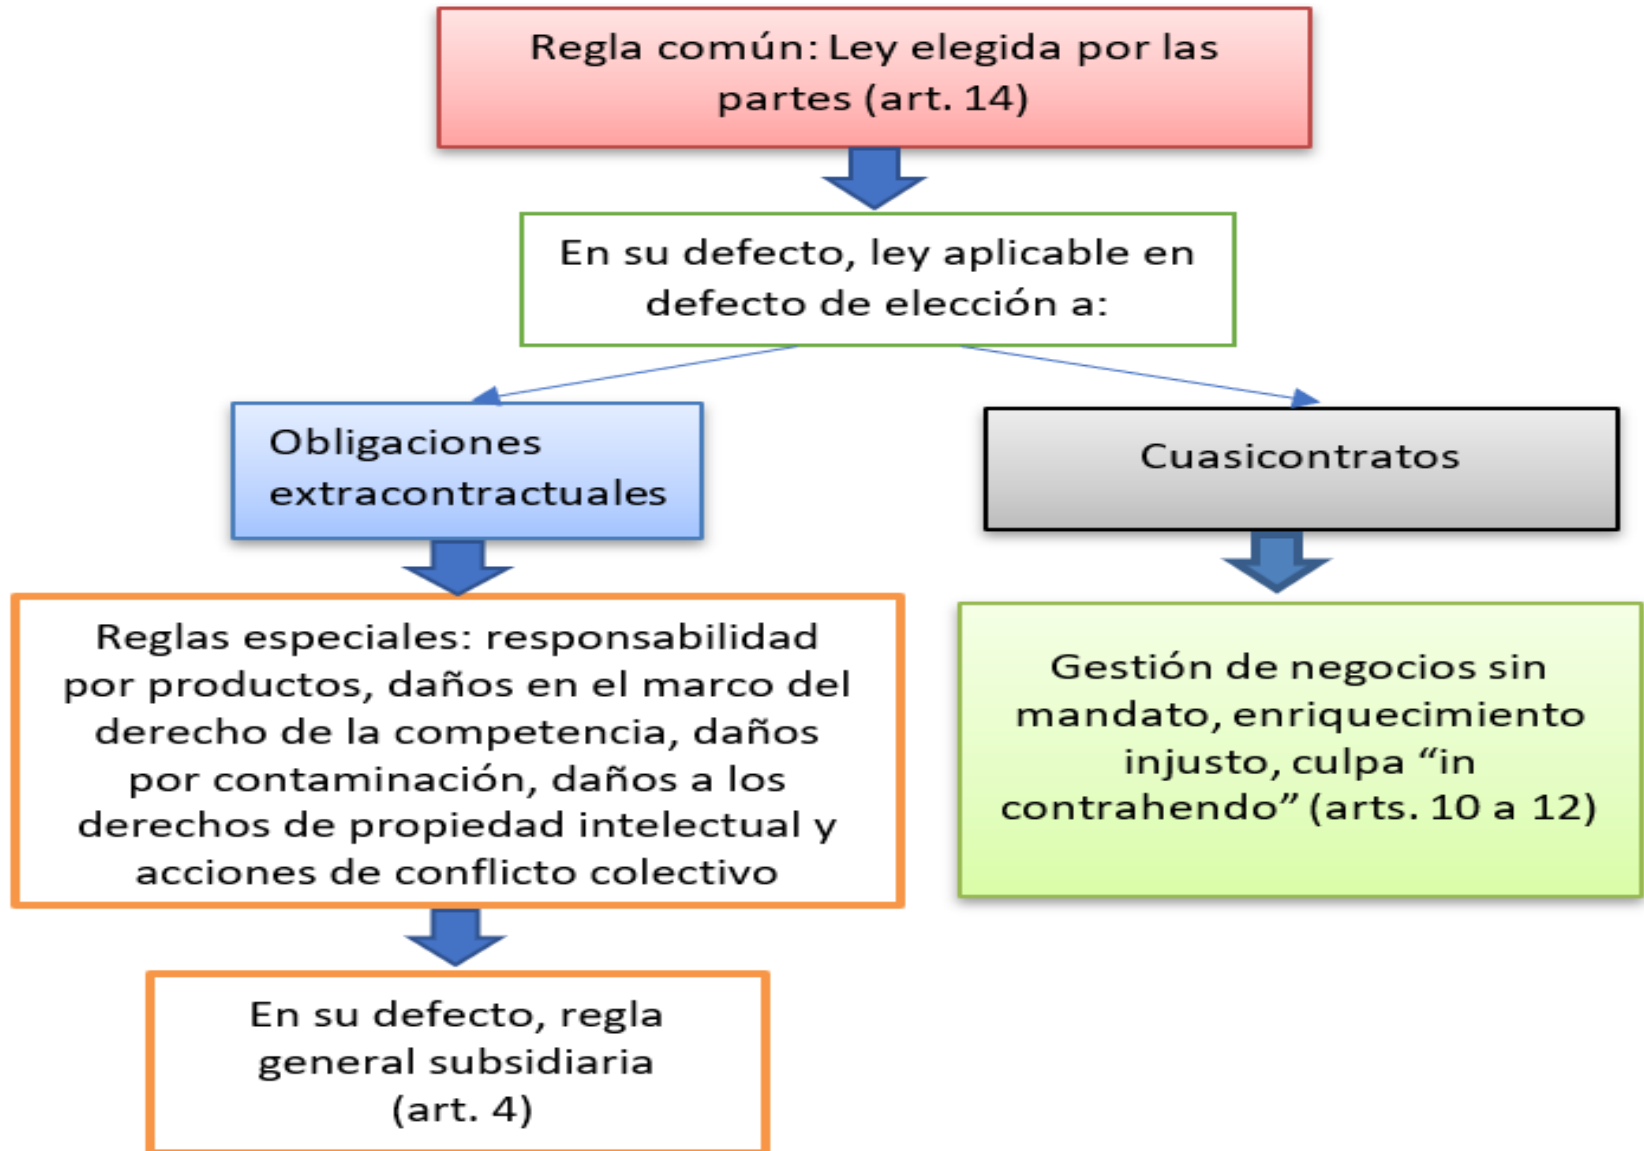 Regla común: Ley elegida por las
partes (art. 14)
En su defecto, ley aplicable en
defecto de elección a:
Obligaciones
extracontractuales
Cuasicontratos
Reglas especiales: responsabilidad
por productos, daños en el marco del
derecho de la competencia, daños
por contaminación, daños a los
derechos de propiedad intelectual y
acciones de conflicto colectivo
Gestión de negocios sin
mandato, enriquecimiento
injusto, culpa “in
contrahendo” (arts. 10 a 12)
En su defecto, regla
general subsidiaria
(art. 4)